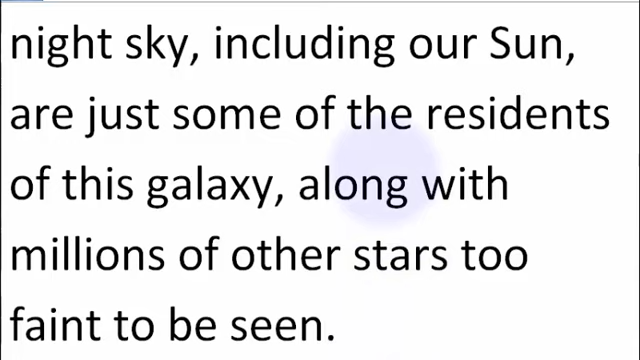 night sky, including our Sun,
are just some of the residents
of this galaxy, along with
millions of other stars too
faint to be seen.